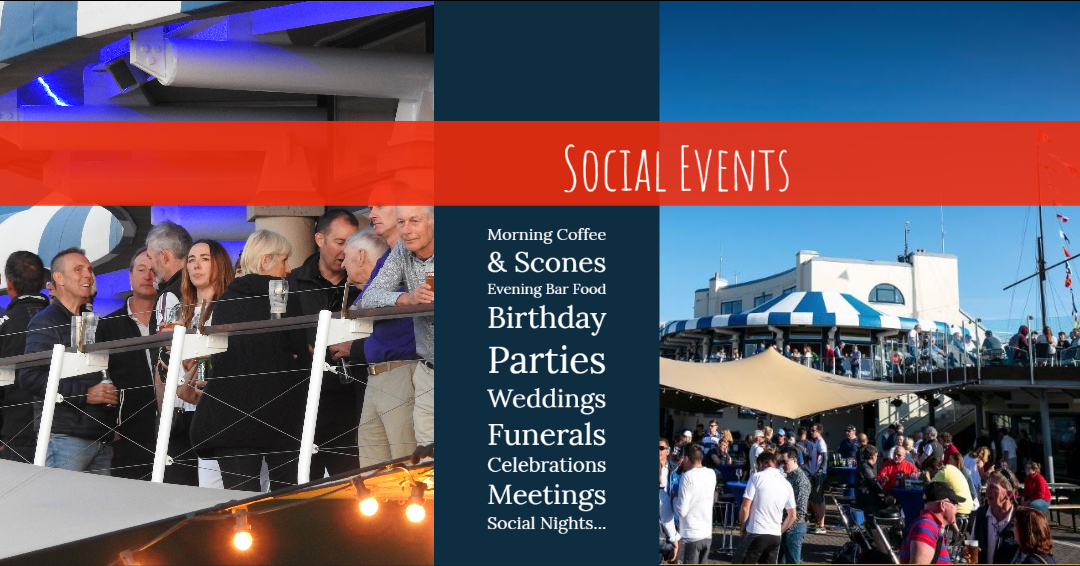 Social Events
Morning Coffee
& Scones
Evening Bar Food
Birthday
Parties
Weddings
Funerals
Celebrations
Meetings
Social Nights...